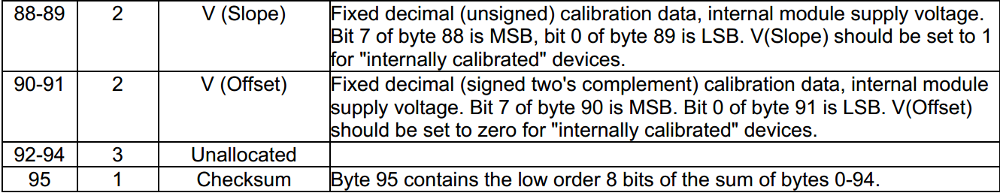 88-89 2 V (Slope) Fixed decimal (unsigned) calibration data, internal module supply voltage.
Bit 7 of byte 88 is MSB, bit 0 of byte 89 is LSB. V(Slope) should be set to 1
for "internally calibrated" devices.
90-91 2 V (Offset) Fixed decimal (signed two's complement) calibration data, internal module
supply voltage. Bit 7 of byte 90 is MSB. Bit 0 of byte 91 is LSB. V(Offset)
should be set to zero for "internally calibrated" devices.
92-94 3 Unallocated
95 1 Checksum Byte 95 contains the low order 8 bits of the sum of bytes 0-94.